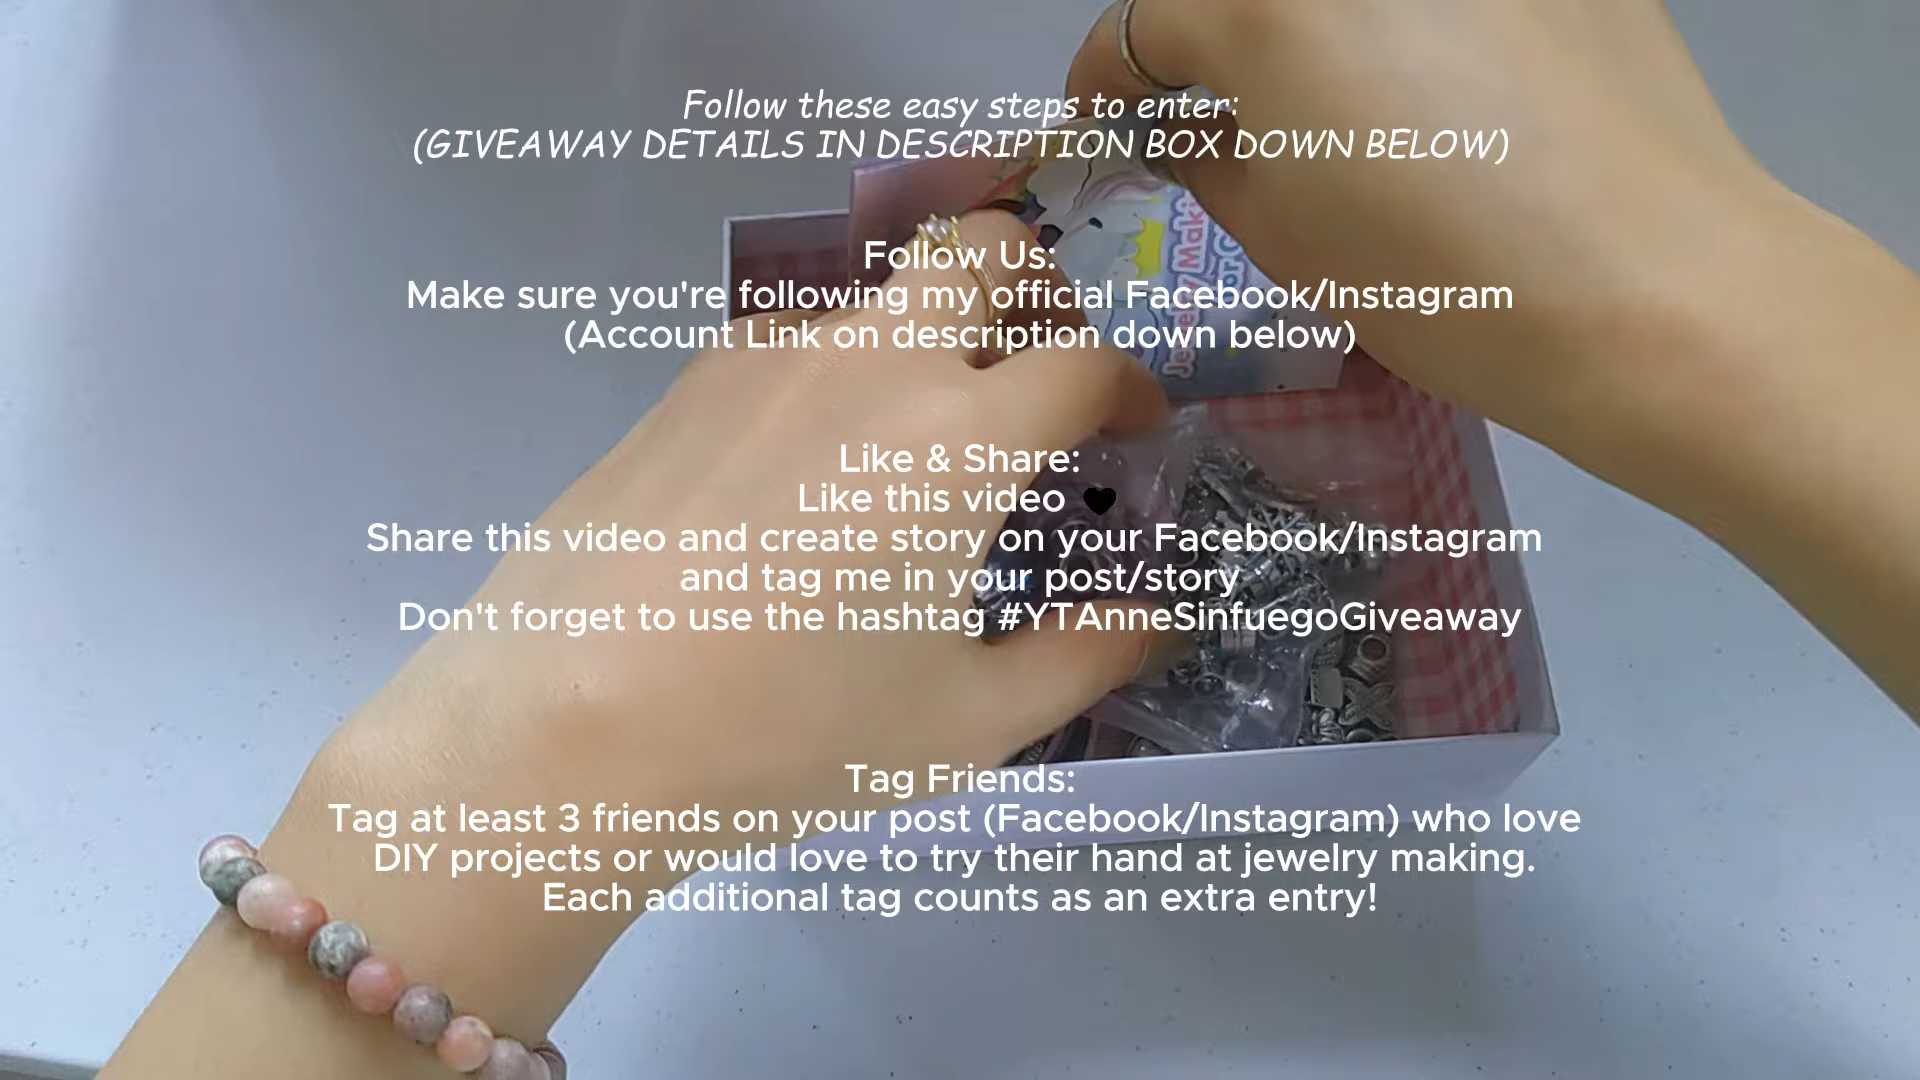 Follow these easy steps to enter:
(GIVEAWAY DETAILS IN DESCRIPTION BOX DOWN BELOW)
Follow Us:
Make sure you're following my official Facebook/Instagram
(Account Link on description down below)
Like & Share:
Like this video 🖤
Share this video and create story on your Facebook/Instagram
and tag me in your post/story
Don't forget to use the hashtag #YTAnneSinfuegoGiveaway
Tag Friends:
Tag at least 3 friends on your post (Facebook/Instagram) who love
DIY projects or would love to try their hand at jewelry making.
Each additional tag counts as an extra entry!